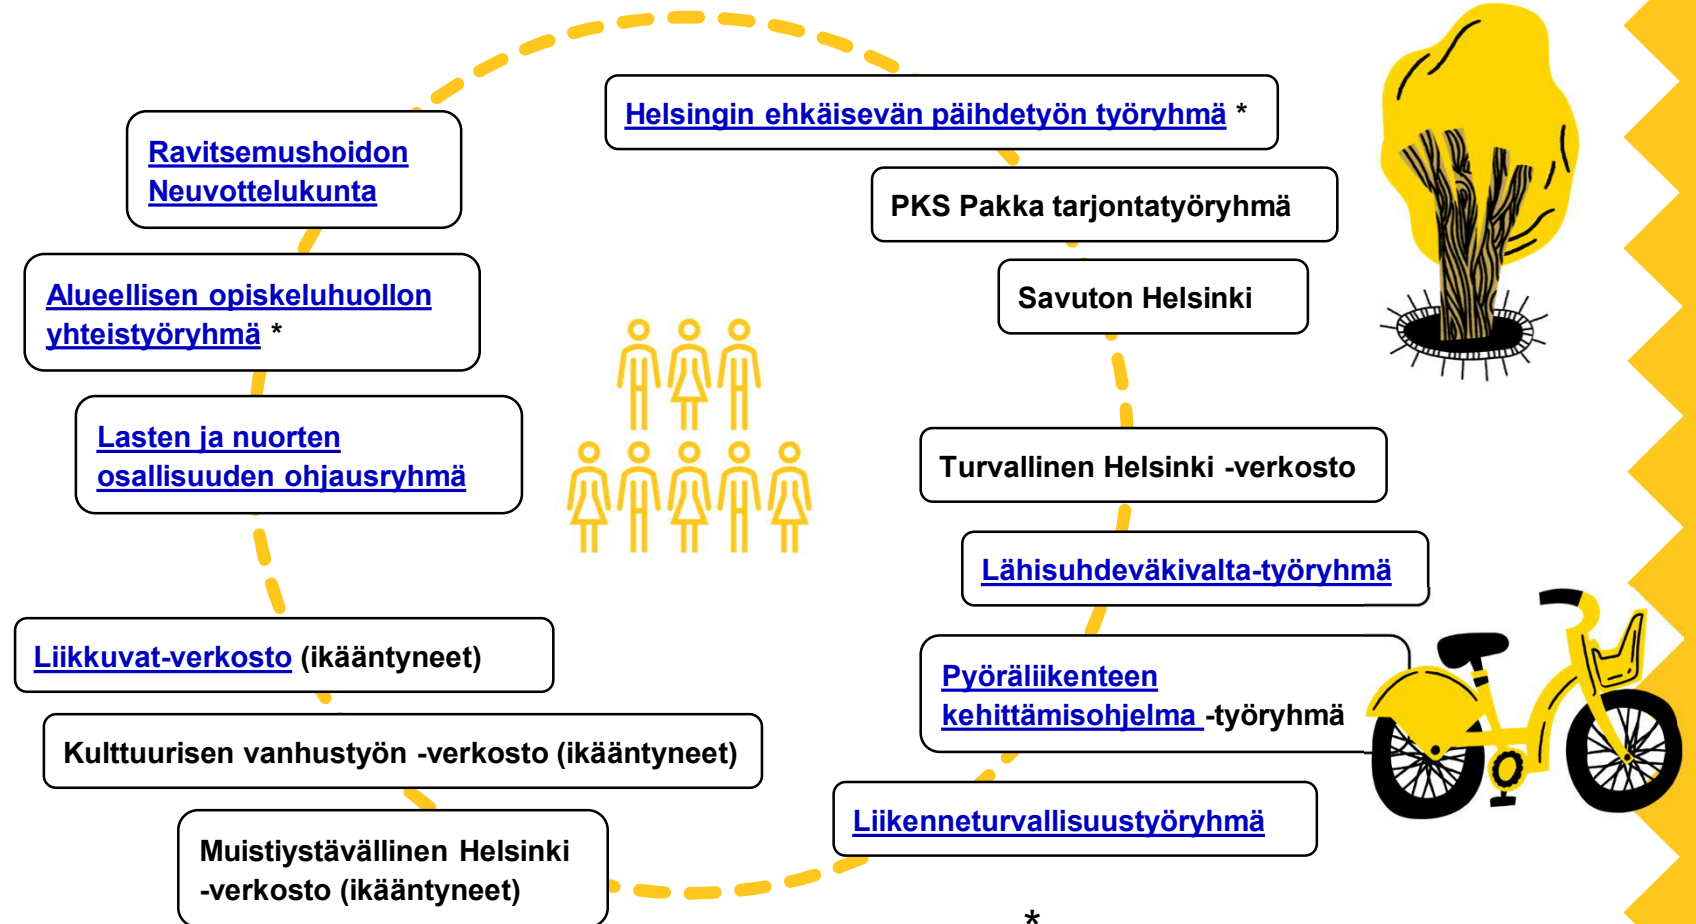 Helsingin ehkäisevän päihdetyön työryhmä *
PKS Pakka tarjontatyöryhmä
Savuton Helsinki
Turvallinen Helsinki -verkosto
Lähisuhdeväkivalta-työryhmä
Pyöräliikenteen
kehittämisohjelma -työryhmä
Liikenneturvallisuustyöryhmä
Ravitsemushoidon
Neuvottelukunta
Alueellisen opiskeluhuollon
yhteistyöryhmä *
Lasten ja nuorten
osallisuuden ohjausryhmä
Liikkuvat-verkosto (ikääntyneet)
Kulttuurisen vanhustyön -verkosto (ikääntyneet)
Muistiystävällinen Helsinki
-verkosto (ikääntyneet)
*